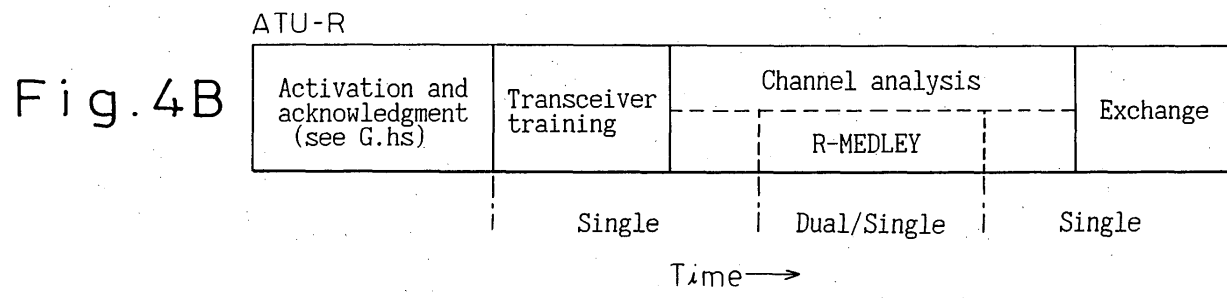 ATU-R
Fig. 4B
Activation and
acknowledgment
(see G.hs)
Transceiver
training
Channel analysis
R-MEDLEY
Exchange
Single
Dual/Single
Single
Time